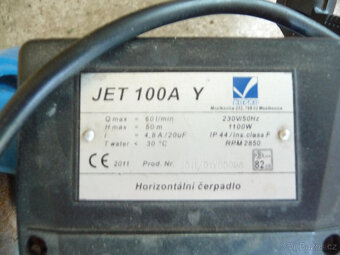 JET 100A Y
Q max = 60 l/min 230V/50Hz
H max = 50 m 1100W
I = 4,8 A/20uF IP 44/Ins.class F
T water < 30 °C RPM 2850
CE 2011 Prod. Nr. 82
Horizontální čerpadlo